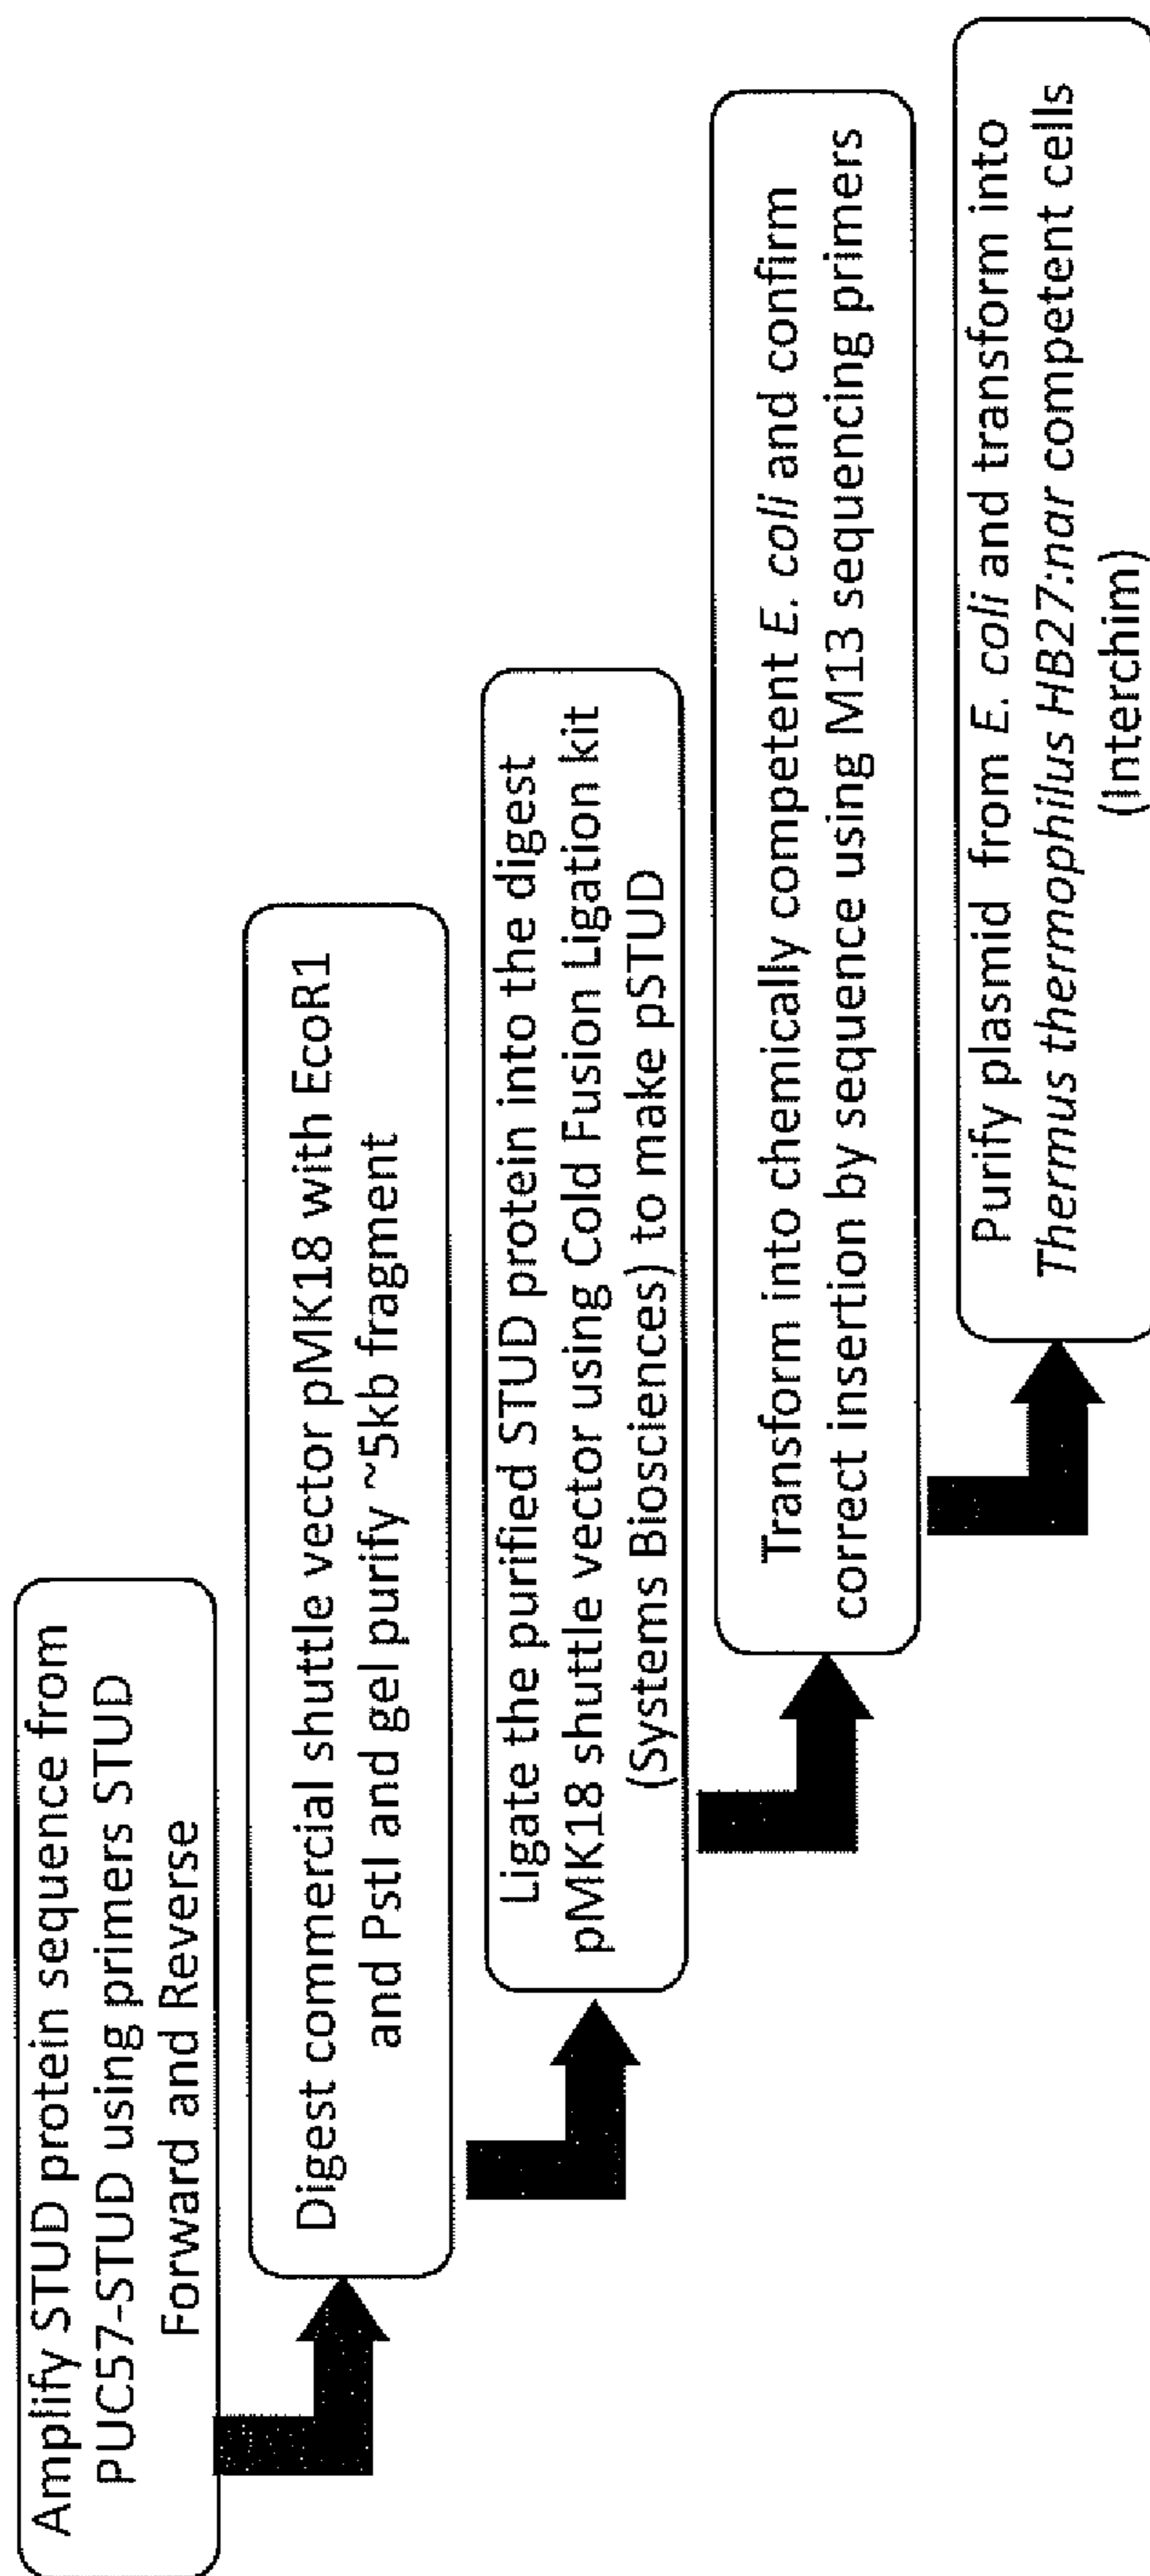 Amplify STUD protein sequence from
PUC57-STUD using primers STUD
Forward and Reverse
Digest commercial shuttle vector pMK18 with EcoR1
and PstI and gel purify ~5kb fragment
Ligate the purified STUD protein into the digest
pMK18 shuttle vector using Cold Fusion Ligation kit
(Systems Biosciences) to make pSTUD
Transform into chemically competent E. coli and confirm
correct insertion by sequence using M13 sequencing primers
Purify plasmid from E. coli and transform into
Thermus thermophilus HB27:nar competent cells
(Interchim)